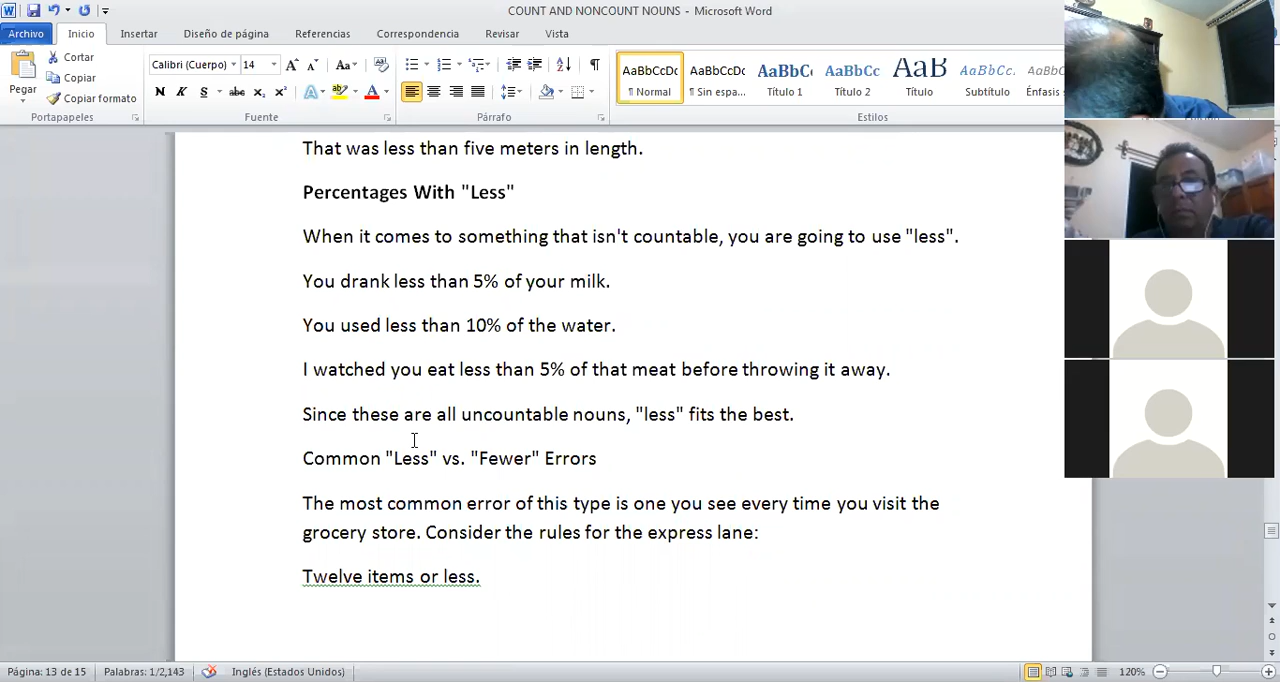 COUNT AND NONCOUNT NOUNS - Microsoft Word
Archivo Inicio Insertar Diseño de página Referencias Correspondencia Revisar Vista
Pegar
Cortar
Copiar
Copiar formato
Portapapeles
Calibri (Cuerpo) 14
Fuente
Párrafo
AaBbCcDc AaBbCcDc AaBbC AaBbCc AaB AaBbCc AaBbCc
¶ Normal ¶ Sin espa... Título 1 Título 2 Título Subtítulo Énfasis
Estilos
That was less than five meters in length.
Percentages With "Less"
When it comes to something that isn't countable, you are going to use "less".
You drank less than 5% of your milk.
You used less than 10% of the water.
I watched you eat less than 5% of that meat before throwing it away.
Since these are all uncountable nouns, "less" fits the best.
Common "Less" vs. "Fewer" Errors
The most common error of this type is one you see every time you visit the
grocery store. Consider the rules for the express lane:
Twelve items or less.
Página: 13 de 15 Palabras: 1/2,143 Inglés (Estados Unidos) 120%